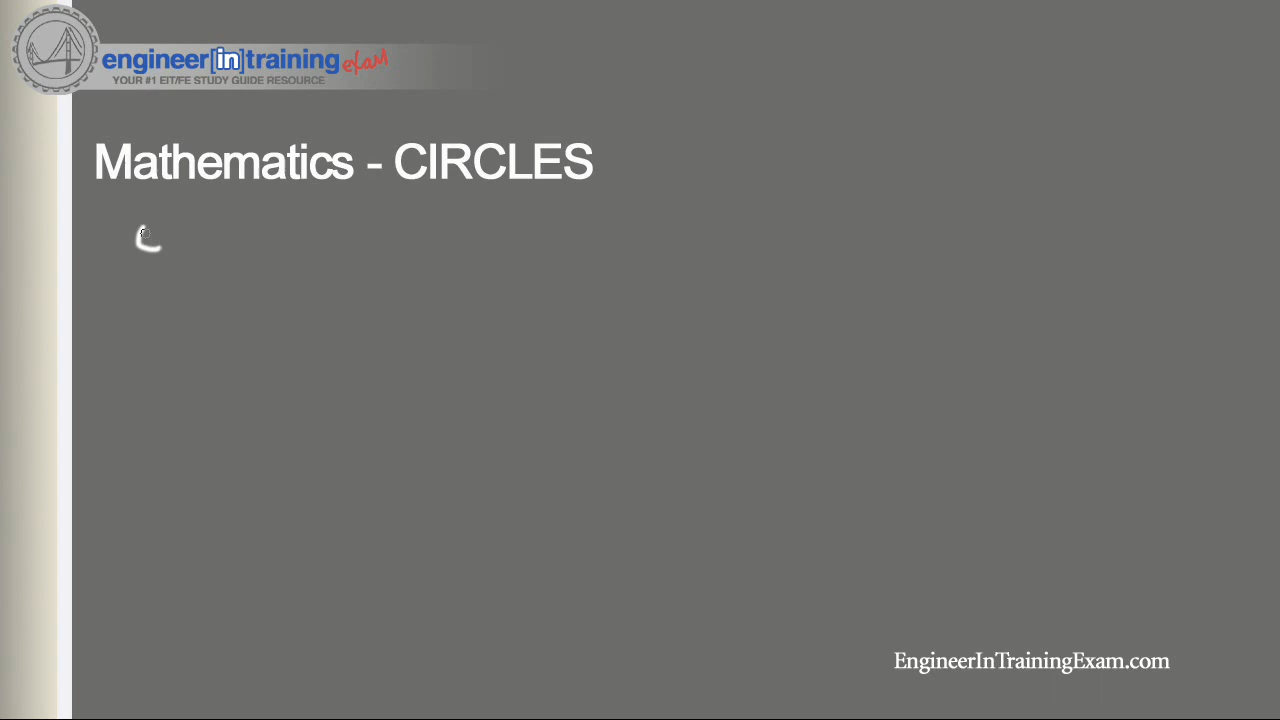 engineer[in]training exam
YOUR #1 EIT/FE STUDY GUIDE RESOURCE
Mathematics - CIRCLES
EngineerInTrainingExam.com